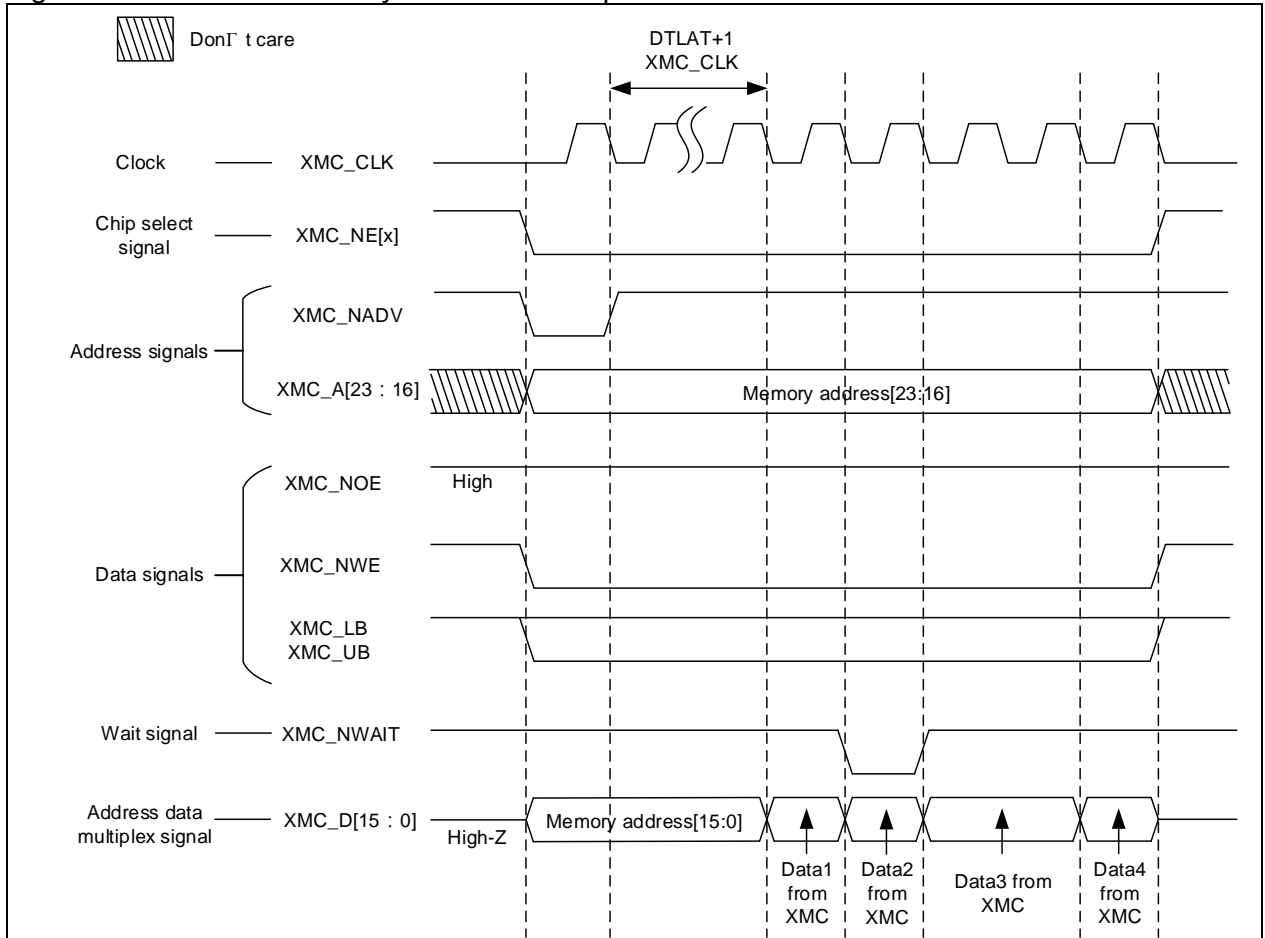 DonΓ t care
DTLAT+1
XMC_CLK
Clock
XMC_CLK
Chip select
signal
XMC_NE[x]
XMC_NADV
Address signals
XMC_A[23 : 16]
Memory address[23:16]
XMC_NOE
High
Data signals
XMC_NWE
XMC_LB
XMC_UB
Wait signal
XMC_NWAIT
Address data
multiplex signal
XMC_D[15 : 0]
High-Z
Memory address[15:0]
Data1
from
XMC
Data2
from
XMC
Data3 from
XMC
Data4
from
XMC